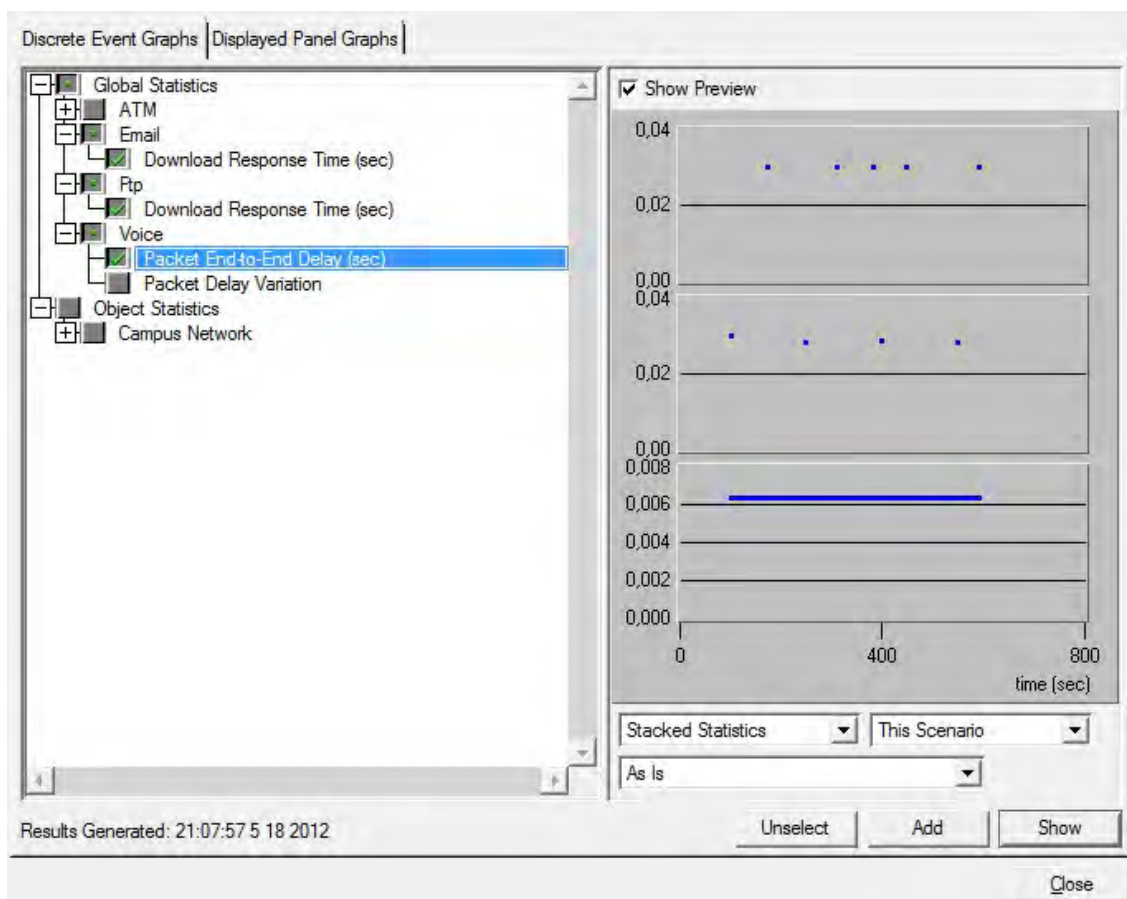 Discrete Event Graphs Displayed Panel Graphs
Global Statistics
ATM
Email
Download Response Time (sec)
Ftp
Download Response Time (sec)
Voice
Packet End-to-End Delay (sec)
Packet Delay Variation
Object Statistics
Campus Network
Show Preview
0,04
0,02
0,00
0,04
0,02
0,00
0,008
0,006
0,004
0,002
0,000
0 400 800
time (sec)
Stacked Statistics This Scenario
As Is
Results Generated: 21:07:57 5 18 2012 Unselect Add Show
Close